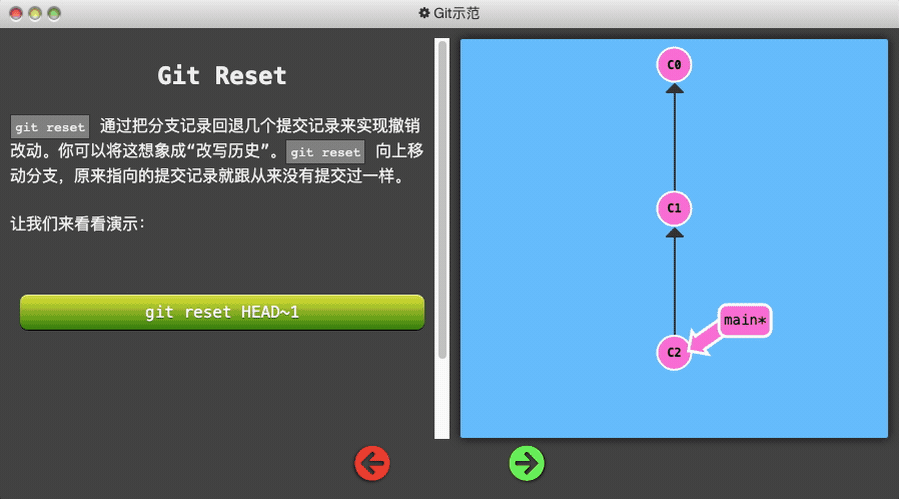 Git示范
Git Reset
git reset 通过把分支记录回退几个提交记录来实现撤销
改动。你可以将这想象成“改写历史”。git reset 向上移
动分支，原来指向的提交记录就跟从来没有提交过一样。
让我们来看看演示：
git reset HEAD~1
C0
C1
main*
C2